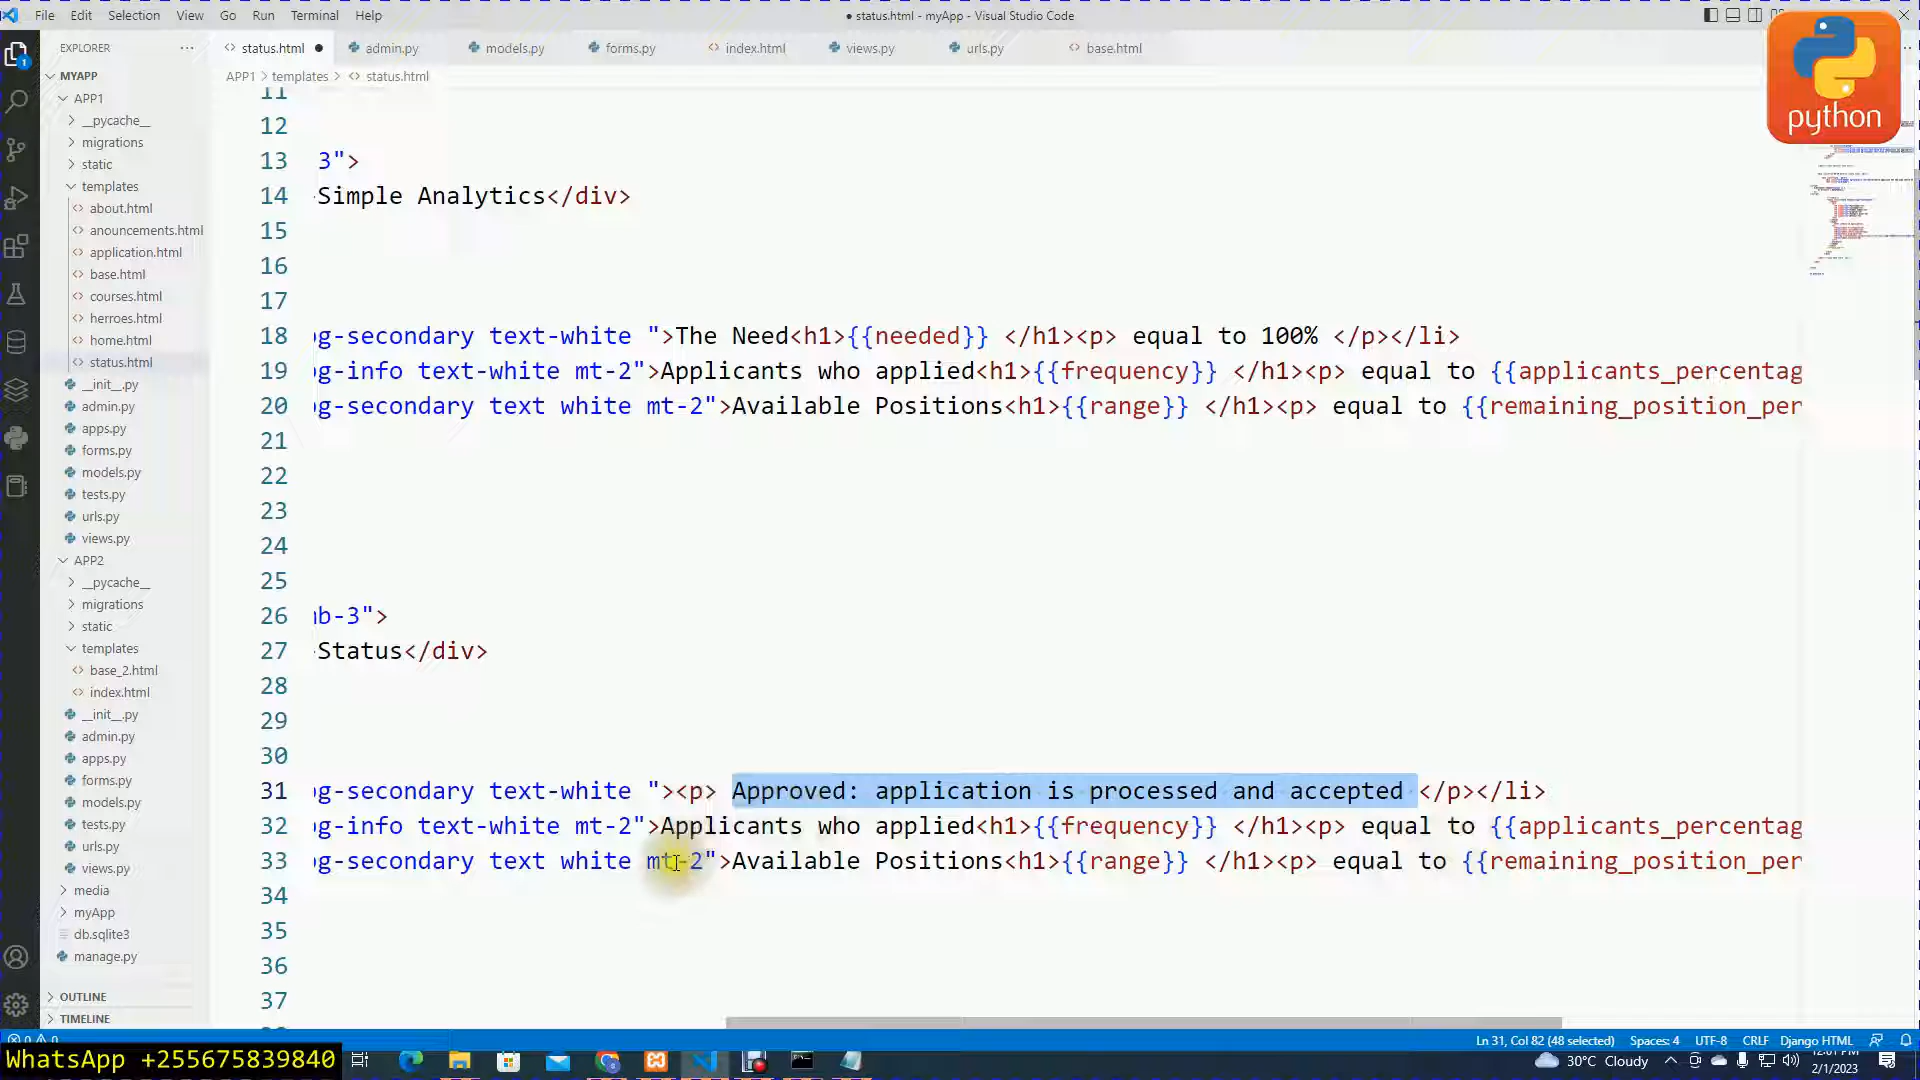 File Edit Selection View Go Run Terminal Help
● status.html - myApp - Visual Studio Code
python
EXPLORER
status.html
admin.py
models.py
forms.py
index.html
views.py
urls.py
base.html
APP1 > templates > status.html
MYAPP
APP1
__pycache__
migrations
static
templates
about.html
anouncements.html
application.html
base.html
courses.html
herroes.html
home.html
status.html
__init__.py
admin.py
apps.py
forms.py
models.py
tests.py
urls.py
views.py
APP2
__pycache__
migrations
static
templates
base_2.html
index.html
__init__.py
admin.py
apps.py
forms.py
models.py
tests.py
urls.py
views.py
media
myApp
db.sqlite3
manage.py
OUTLINE
TIMELINE
11
12
13 3">
14 Simple Analytics</div>
15
16
17
18 g-secondary text-white ">The Need<h1>{{needed}} </h1><p> equal to 100% </p></li>
19 g-info text-white mt-2">Applicants who applied<h1>{{frequency}} </h1><p> equal to {{applicants_percentag
20 g-secondary text white mt-2">Available Positions<h1>{{range}} </h1><p> equal to {{remaining_position_per
21
22
23
24
25
26 b-3">
27 Status</div>
28
29
30
31 g-secondary text-white "><p> Approved: application is processed and accepted </p></li>
32 g-info text-white mt-2">Applicants who applied<h1>{{frequency}} </h1><p> equal to {{applicants_percentag
33 g-secondary text white mt-2">Available Positions<h1>{{range}} </h1><p> equal to {{remaining_position_per
34
35
36
37
Ln 31, Col 82 (48 selected) Spaces: 4 UTF-8 CRLF Django HTML
WhatsApp +255675839840
30°C Cloudy
12:01 PM
2/1/2023